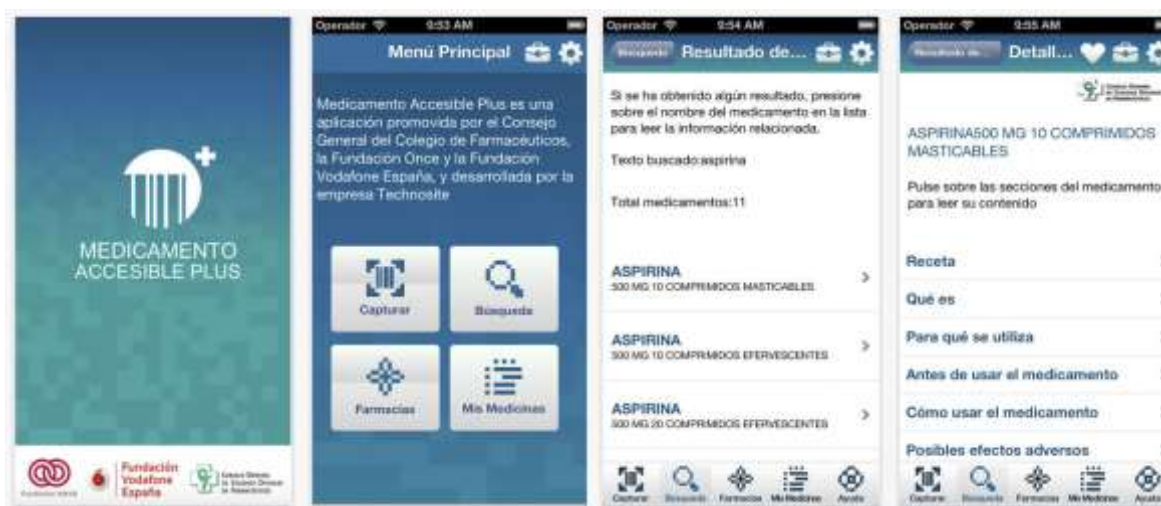 MEDICAMENTO
ACCESIBLE PLUS
Fundación
Vodafone
España
Operador 9:53 AM
Menú Principal
Medicamento Accesible Plus es una
aplicación promovida por el Consejo
General del Colegio de Farmacéuticos,
la Fundación Once y la Fundación
Vodafone España, y desarrollada por la
empresa Technosite
Capturar
Búsqueda
Farmacias
Mis Medicinas
Operador 9:54 AM
Búsqueda
Resultado de...
Si se ha obtenido algún resultado, presione
sobre el nombre del medicamento en la lista
para leer la información relacionada.
Texto buscado:aspirina
Total medicamentos:11
ASPIRINA
500 MG 10 COMPRIMIDOS MASTICABLES
ASPIRINA
500 MG 10 COMPRIMIDOS EFERVESCENTES
ASPIRINA
500 MG 20 COMPRIMIDOS EFERVESCENTES
Capturar Búsqueda Farmacias Mis Medicinas Ayuda
Operador 9:55 AM
Resultado de...
Detall...
ASPIRINA500 MG 10 COMPRIMIDOS
MASTICABLES
Pulse sobre las secciones del medicamento
para leer su contenido
Receta
Qué es
Para qué se utiliza
Antes de usar el medicamento
Cómo usar el medicamento
Posibles efectos adversos
Capturar Búsqueda Farmacias Mis Medicinas Ayuda